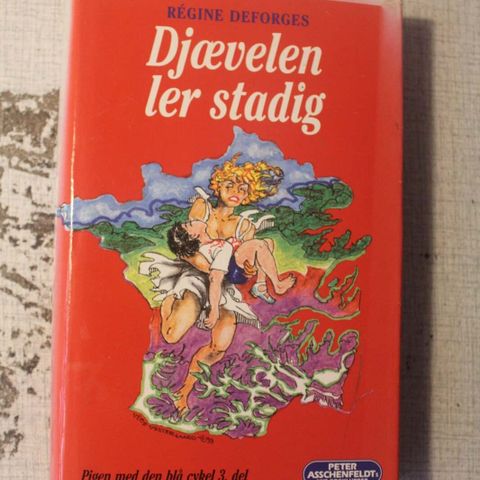 RÉGINE DEFORGES
Djævelen
ler stadig
Pigen med den blå cykel 3. del
PETER
ASSCHENFELDT's